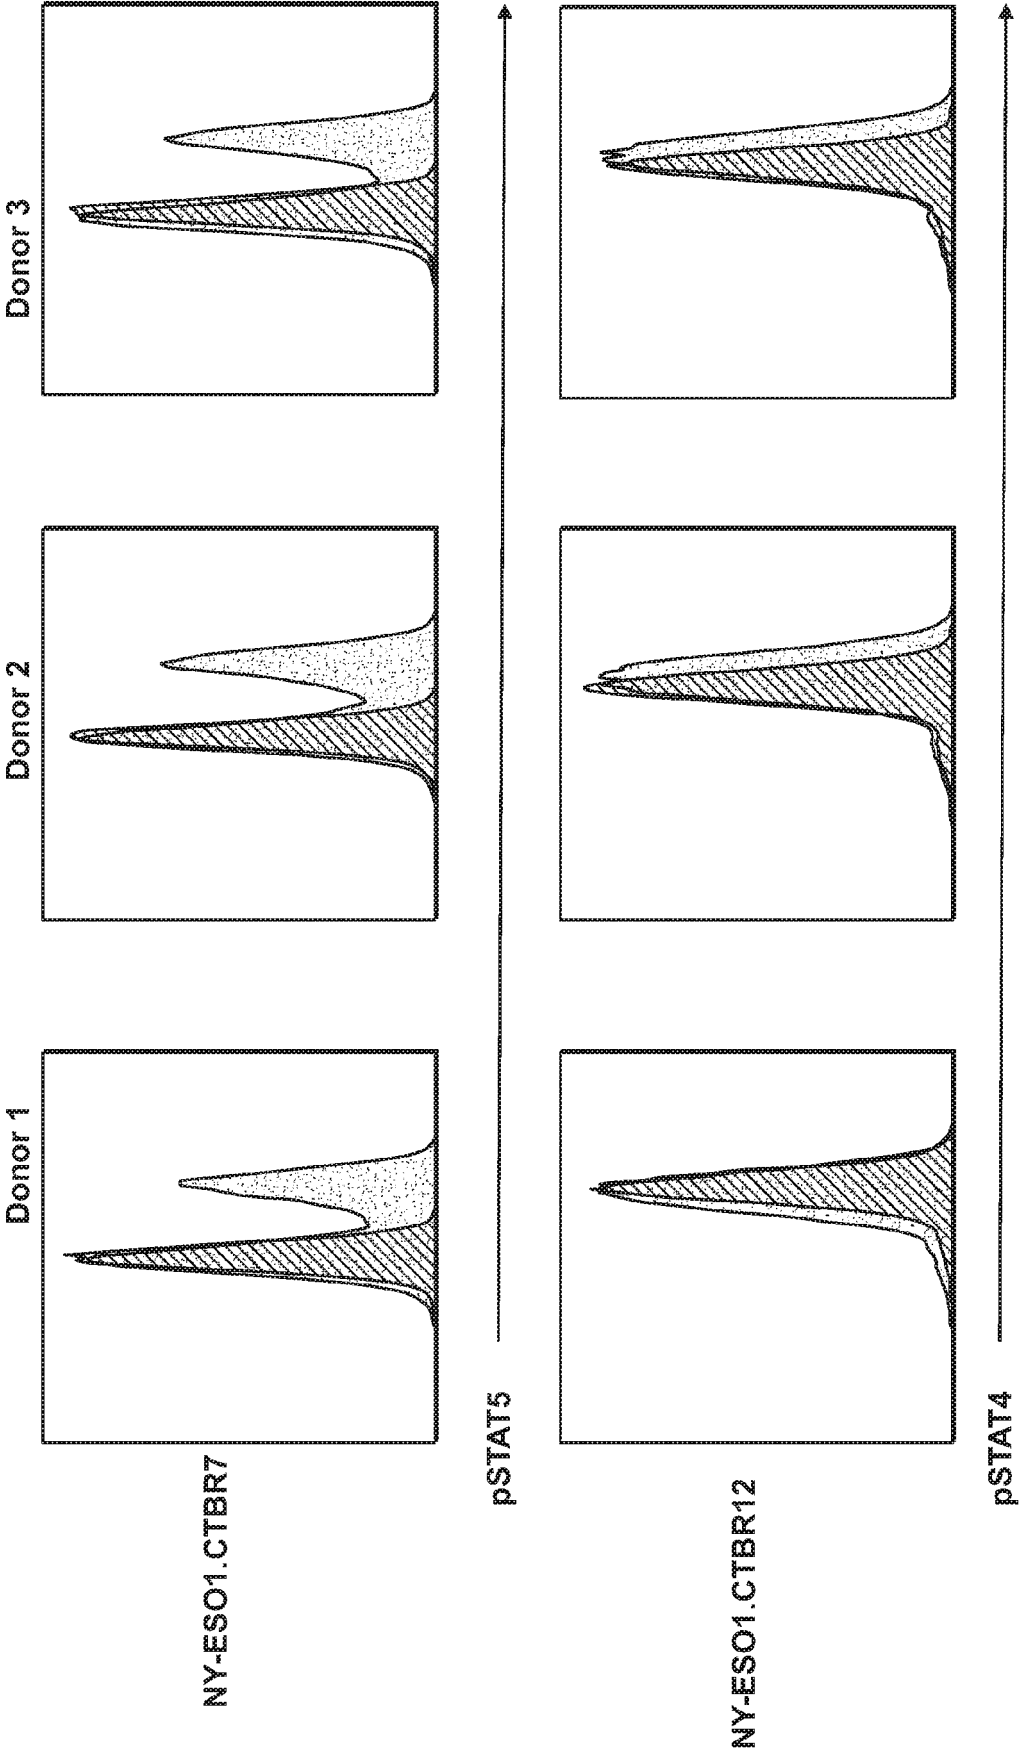 Donor 1
Donor 2
Donor 3
NY-ESO1.CTBR7
pSTAT5
NY-ESO1.CTBR12
pSTAT4